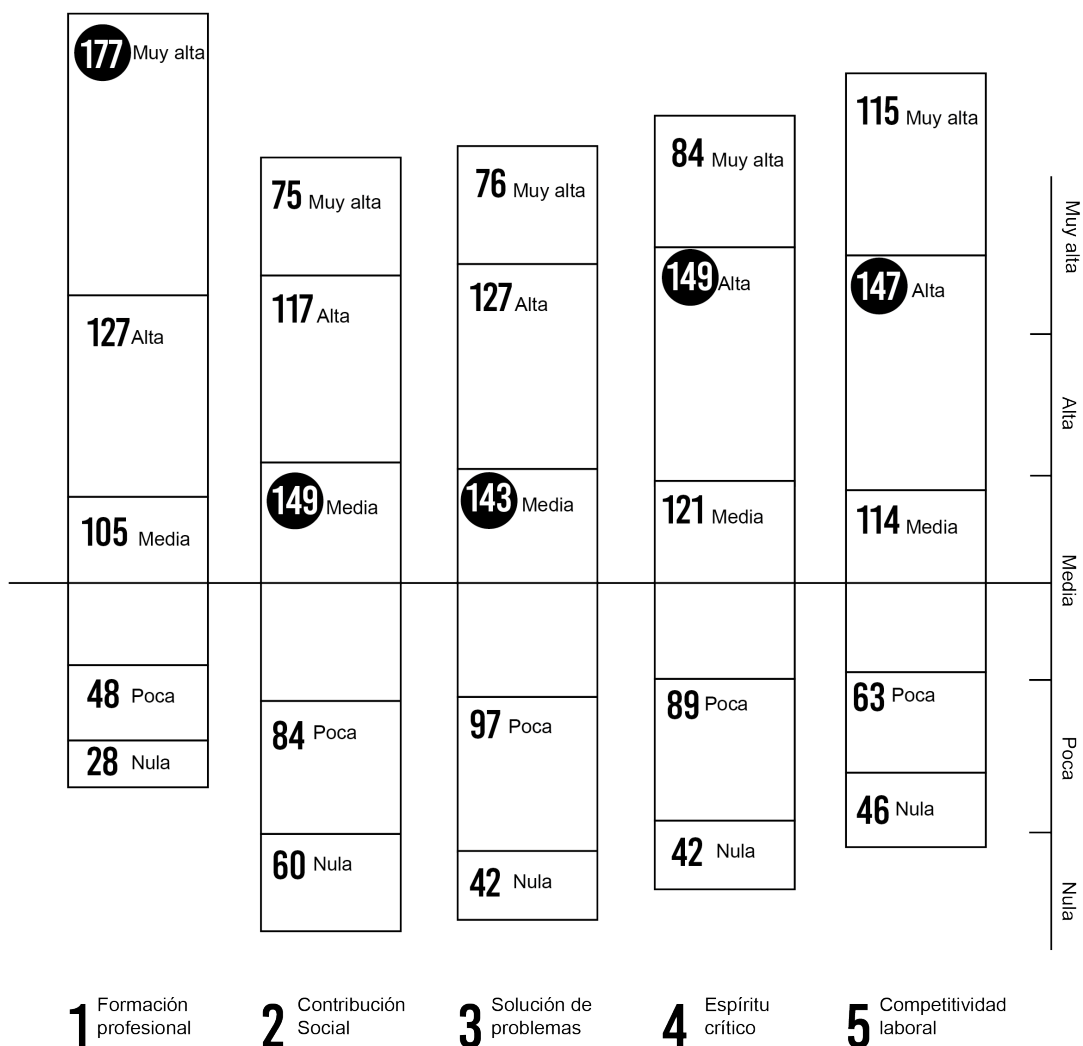 177 Muy alta
127 Alta
105 Media
48 Poca
28 Nula
75 Muy alta
117 Alta
149 Media
84 Poca
60 Nula
76 Muy alta
127 Alta
143 Media
97 Poca
42 Nula
84 Muy alta
149 Alta
121 Media
89 Poca
42 Nula
115 Muy alta
147 Alta
114 Media
63 Poca
46 Nula
Muy alta
Alta
Media
Poca
Nula
1 Formación
profesional
2 Contribución
Social
3 Solución de
problemas
4 Espíritu
crítico
5 Competitividad
laboral